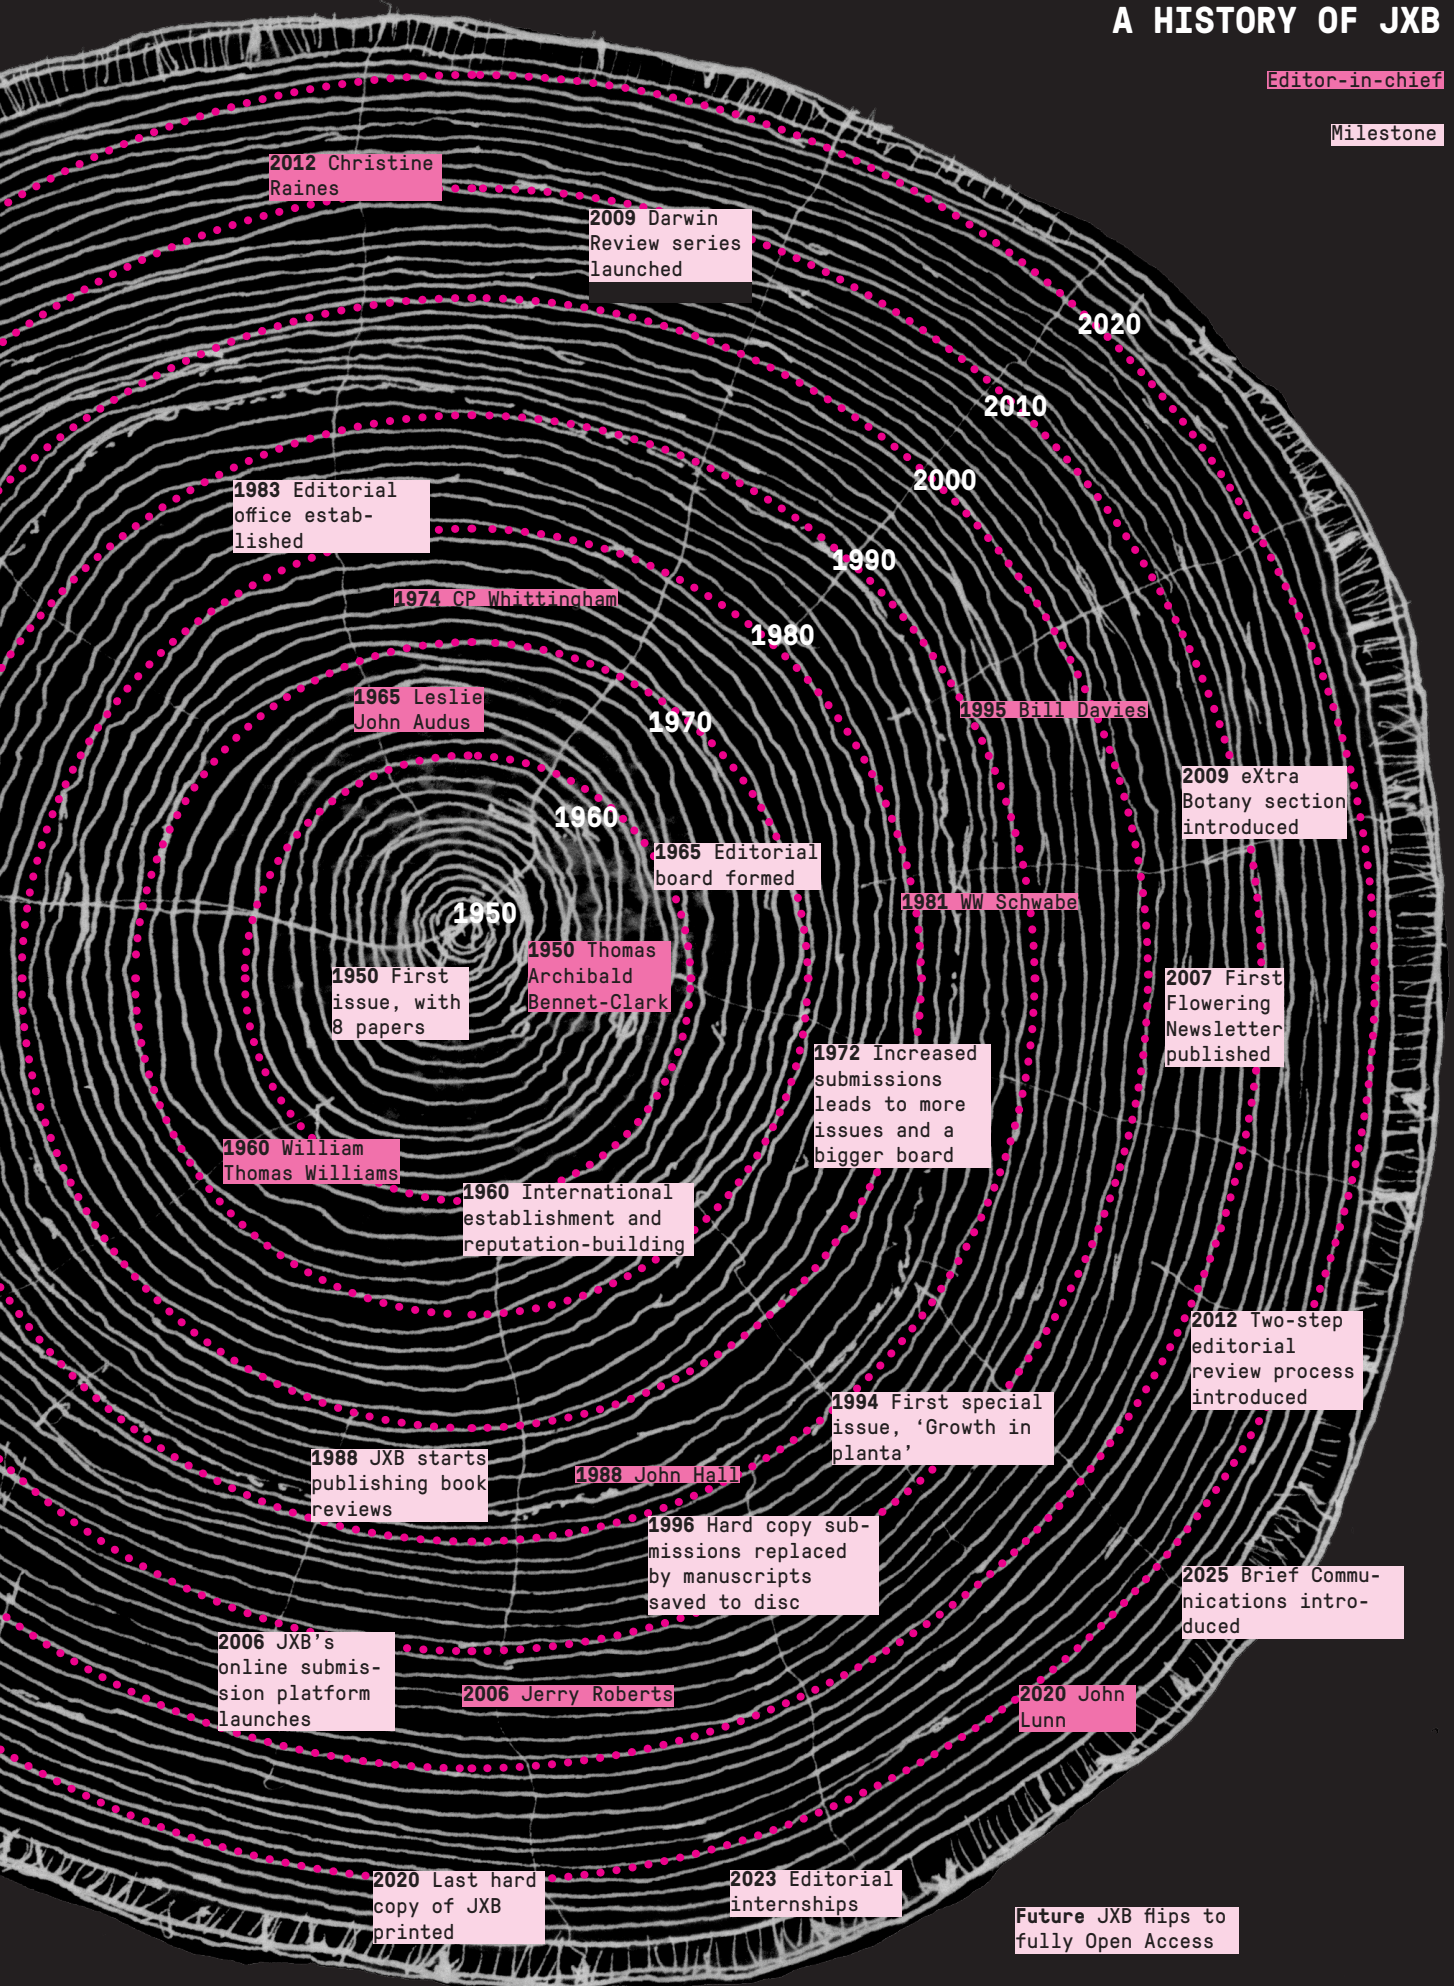 A HISTORY OF JXB
Editor-in-chief
Milestone
2012 Christine
Raines
2009 Darwin
Review series
launched
2020
2010
2000
1983 Editorial
office estab-
lished
1990
1974 CP Whittingham
1980
1965 Leslie
John Audus
1970
1995 Bill Davies
2009 eXtra
Botany section
introduced
1960
1965 Editorial
board formed
1981 WW Schwabe
1950
1950 Thomas
Archibald
Bennet-Clark
1950 First
issue, with
8 papers
2007 First
Flowering
Newsletter
published
1972 Increased
submissions
leads to more
issues and a
bigger board
1960 William
Thomas Williams
1960 International
establishment and
reputation-building
2012 Two-step
editorial
review process
introduced
1994 First special
issue, ‘Growth in
planta’
1988 JXB starts
publishing book
reviews
1988 John Hall
1996 Hard copy sub-
missions replaced
by manuscripts
saved to disc
2025 Brief Commu-
nications intro-
duced
2006 JXB’s
online submis-
sion platform
launches
2006 Jerry Roberts
2020 John
Lunn
2020 Last hard
copy of JXB
printed
2023 Editorial
internships
Future JXB flips to
fully Open Access